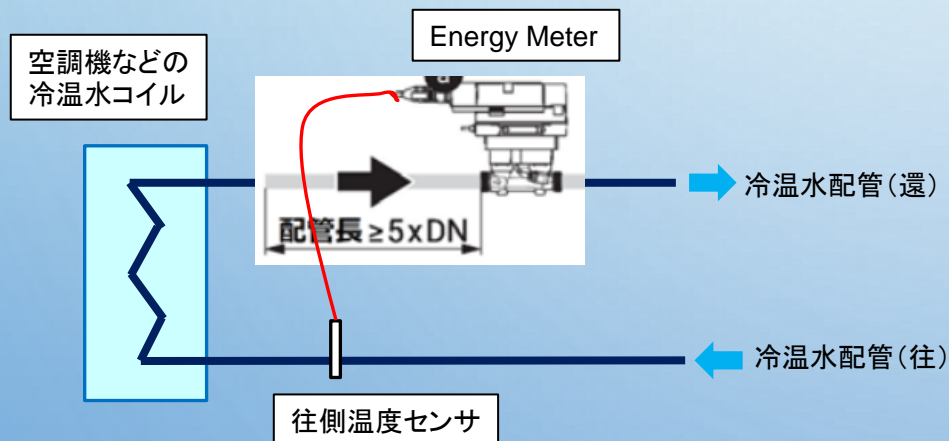 Energy Meter
空調機などの
冷温水コイル
冷温水配管（還）
配管長≥5xDN
冷温水配管（往）
往側温度センサ